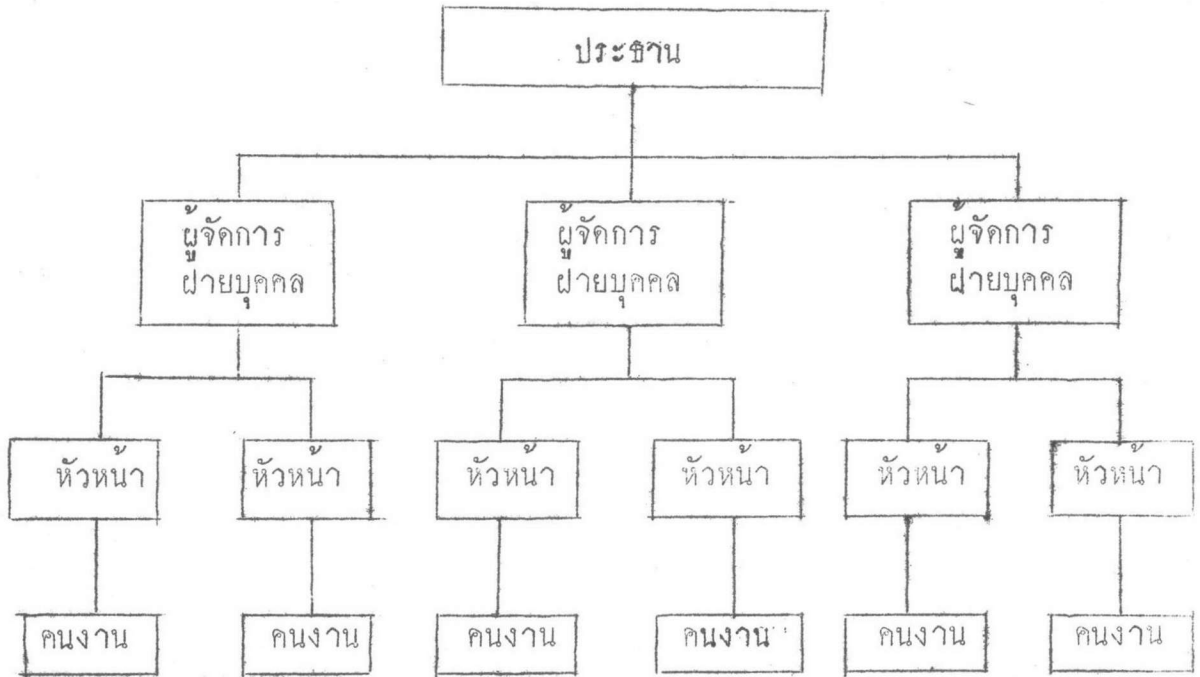 ประธาน
ผู้จัดการ
ฝ่ายบุคคล
ผู้จัดการ
ฝ่ายบุคคล
ผู้จัดการ
ฝ่ายบุคคล
หัวหน้า
หัวหน้า
หัวหน้า
หัวหน้า
หัวหน้า
หัวหน้า
คนงาน
คนงาน
คนงาน
คนงาน
คนงาน
คนงาน